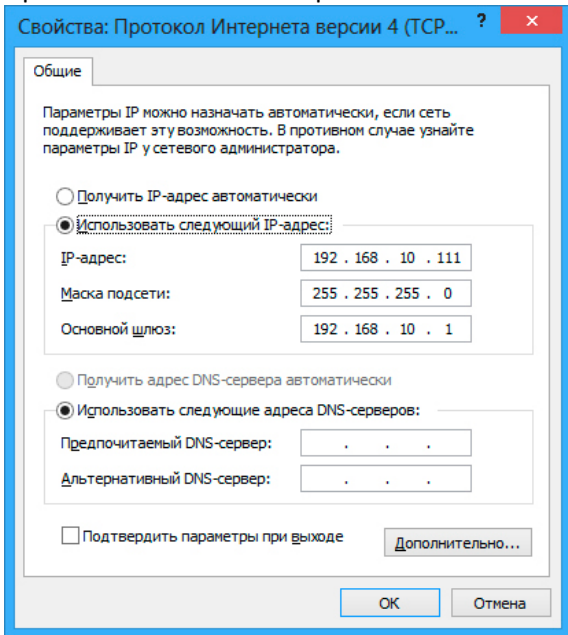 Свойства: Протокол Интернета версии 4 (TCP... ? ×
Общие
Параметры IP можно назначать автоматически, если сеть
поддерживает эту возможность. В противном случае узнайте
параметры IP у сетевого администратора.
Получить IP-адрес автоматически
Использовать следующий IP-адрес:
IP-адрес: 192 . 168 . 10 . 111
Маска подсети: 255 . 255 . 255 . 0
Основной шлюз: 192 . 168 . 10 . 1
Получить адрес DNS-сервера автоматически
Использовать следующие адреса DNS-серверов:
Предпочитаемый DNS-сервер: . . .
Альтернативный DNS-сервер: . . .
Подтвердить параметры при выходе Дополнительно...
ОК Отмена